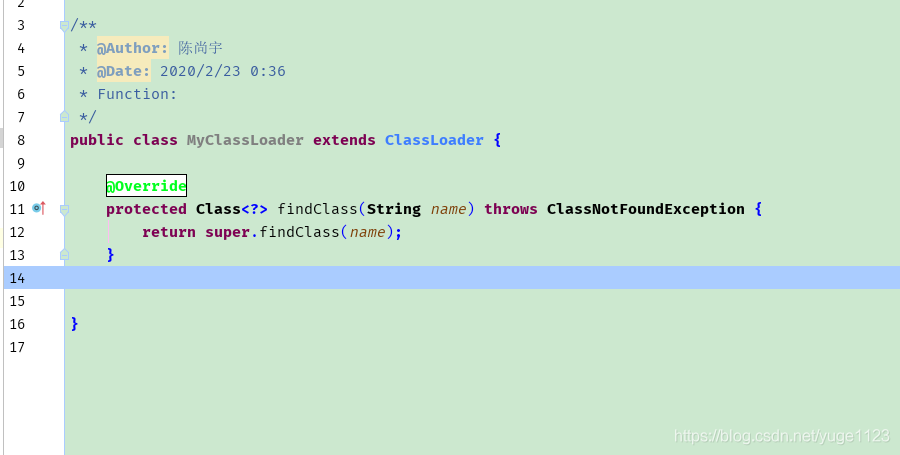 2
3 /**
4 * @Author: 陈尚宇
5 * @Date: 2020/2/23 0:36
6 * Function:
7 */
8 public class MyClassLoader extends ClassLoader {
9
10 @Override
11 protected Class<?> findClass(String name) throws ClassNotFoundException {
12 return super.findClass(name);
13 }
14
15
16 }
17
https://blog.csdn.net/yuge1123